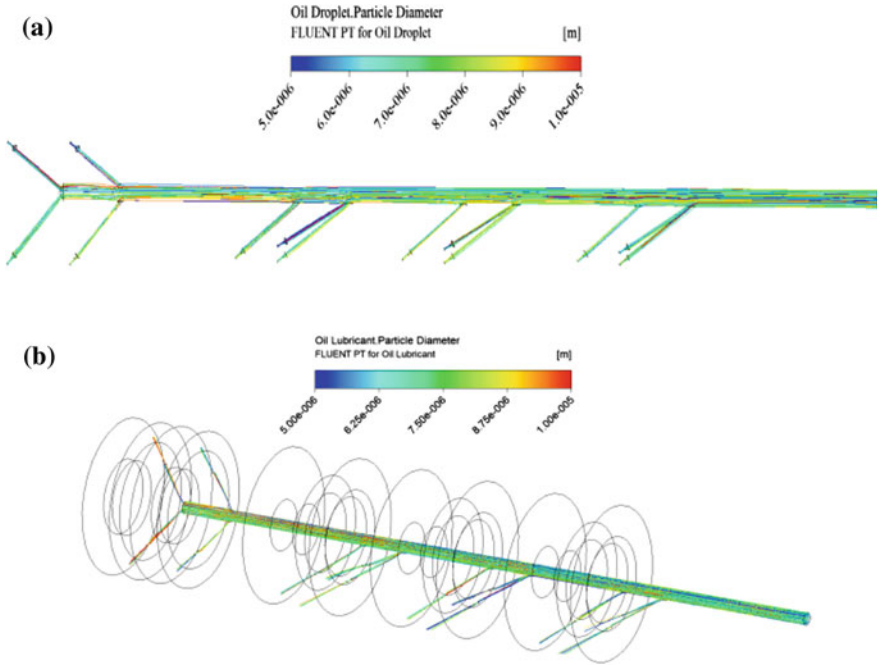 (a)
Oil Droplet.Particle Diameter
FLUENT PT for Oil Droplet [m]
5.0e-006 6.0e-006 7.0e-006 8.0e-006 9.0e-006 1.0e-005
(b)
Oil Lubricant.Particle Diameter
FLUENT PT for Oil Lubricant [m]
5.00e-006 6.25e-006 7.50e-006 8.75e-006 1.00e-005